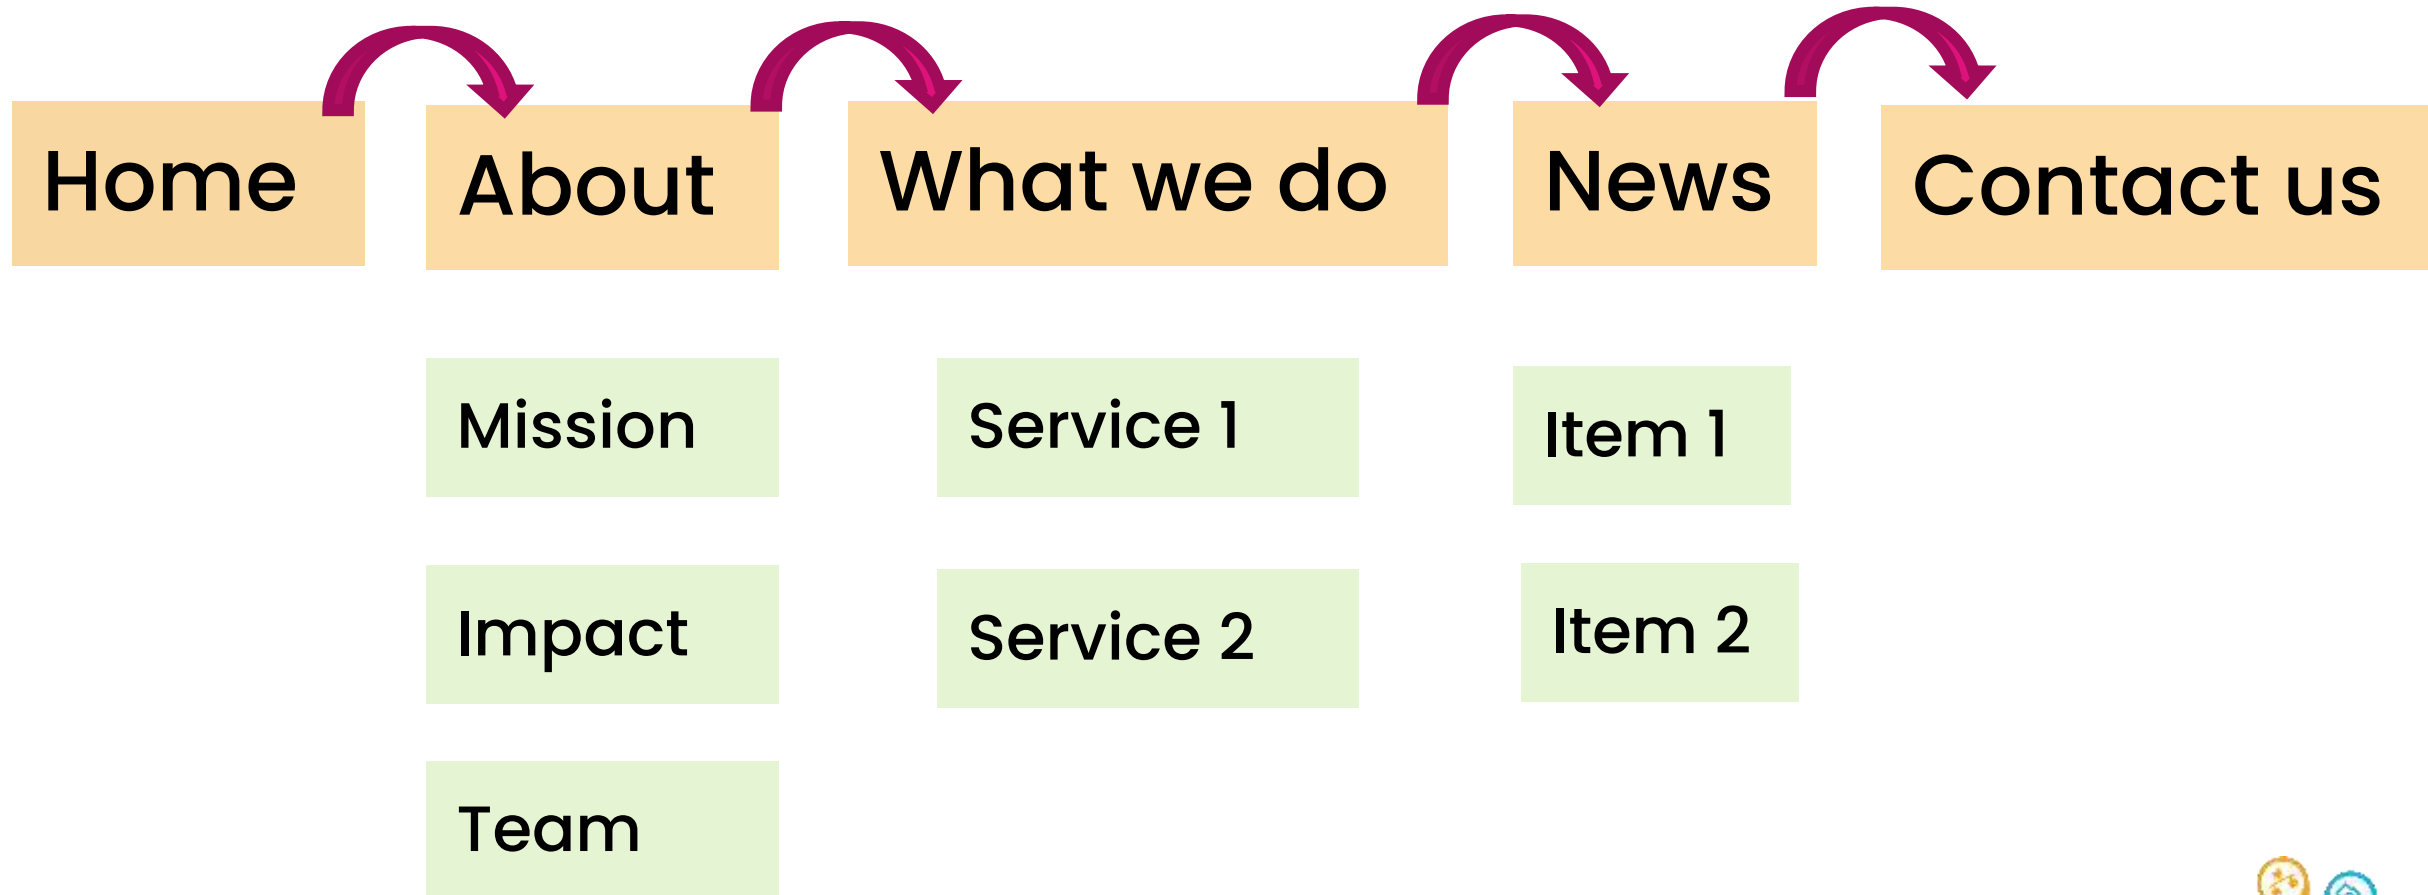 Home
About
What we do
News
Contact us
Mission
Service 1
Item 1
Impact
Service 2
Item 2
Team